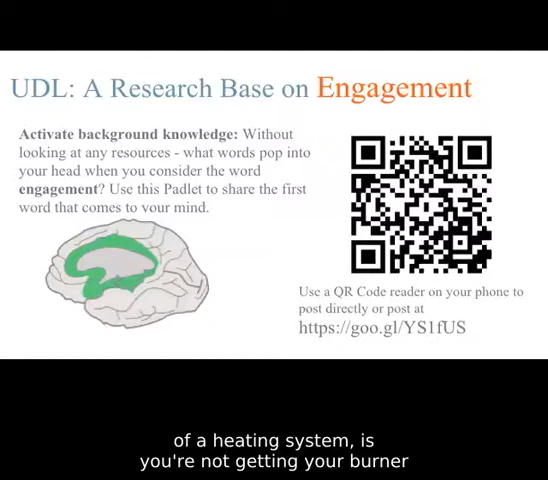 UDL: A Research Base on Engagement
Activate background knowledge: Without
looking at any resources - what words pop into
your head when you consider the word
engagement? Use this Padlet to share the first
word that comes to your mind.
Use a QR Code reader on your phone to
post directly or post at
https://goo.gl/YS1fUS
of a heating system, is
you're not getting your burner